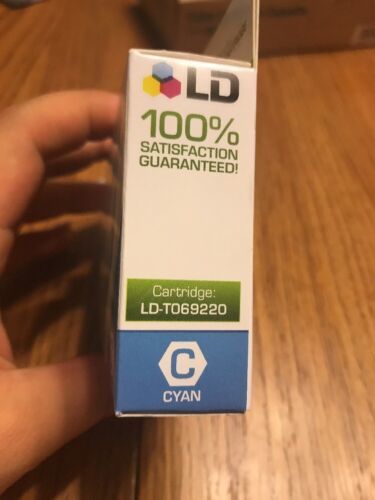 LD
100%
SATISFACTION
GUARANTEED!
Cartridge:
LD-T069220
C
CYAN